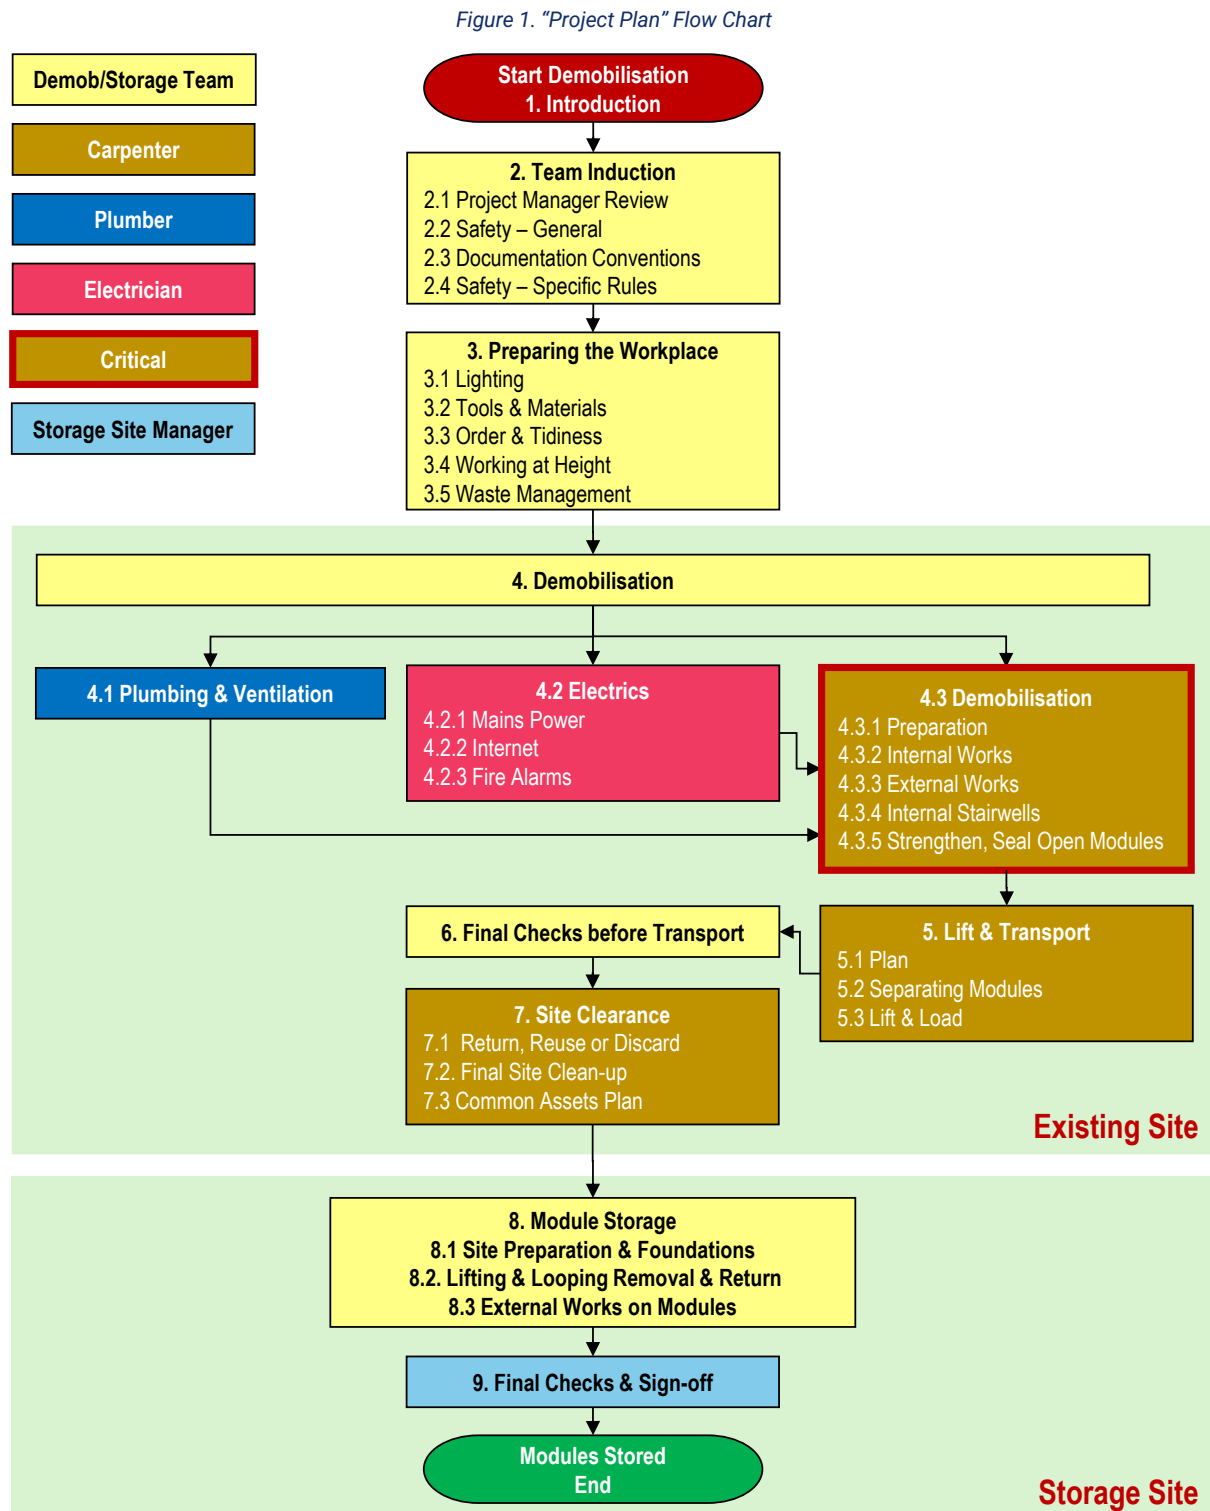 Figure 1. “Project Plan” Flow Chart
Demob/Storage Team
Carpenter
Plumber
Electrician
Critical
Storage Site Manager
Start Demobilisation
1. Introduction
2. Team Induction
2.1 Project Manager Review
2.2 Safety – General
2.3 Documentation Conventions
2.4 Safety – Specific Rules
3. Preparing the Workplace
3.1 Lighting
3.2 Tools & Materials
3.3 Order & Tidiness
3.4 Working at Height
3.5 Waste Management
4. Demobilisation
4.1 Plumbing & Ventilation
4.2 Electrics
4.2.1 Mains Power
4.2.2 Internet
4.2.3 Fire Alarms
4.3 Demobilisation
4.3.1 Preparation
4.3.2 Internal Works
4.3.3 External Works
4.3.4 Internal Stairwells
4.3.5 Strengthen, Seal Open Modules
5. Lift & Transport
5.1 Plan
5.2 Separating Modules
5.3 Lift & Load
6. Final Checks before Transport
7. Site Clearance
7.1  Return, Reuse or Discard
7.2. Final Site Clean-up
7.3 Common Assets Plan
Existing Site
8. Module Storage
8.1 Site Preparation & Foundations
8.2. Lifting & Looping Removal & Return
8.3 External Works on Modules
9. Final Checks & Sign-off
Modules Stored
End
Storage Site